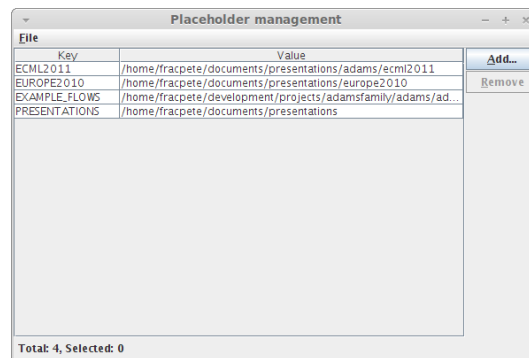 Placeholder management
File
Key Value
ECML2011 /home/fracpete/documents/presentations/adams/ecml2011
EUROPE2010 /home/fracpete/documents/presentations/europe2010
EXAMPLE_FLOWS /home/fracpete/development/projects/adamsfamily/adams/ad...
PRESENTATIONS /home/fracpete/documents/presentations
Add...
Remove
Total: 4, Selected: 0